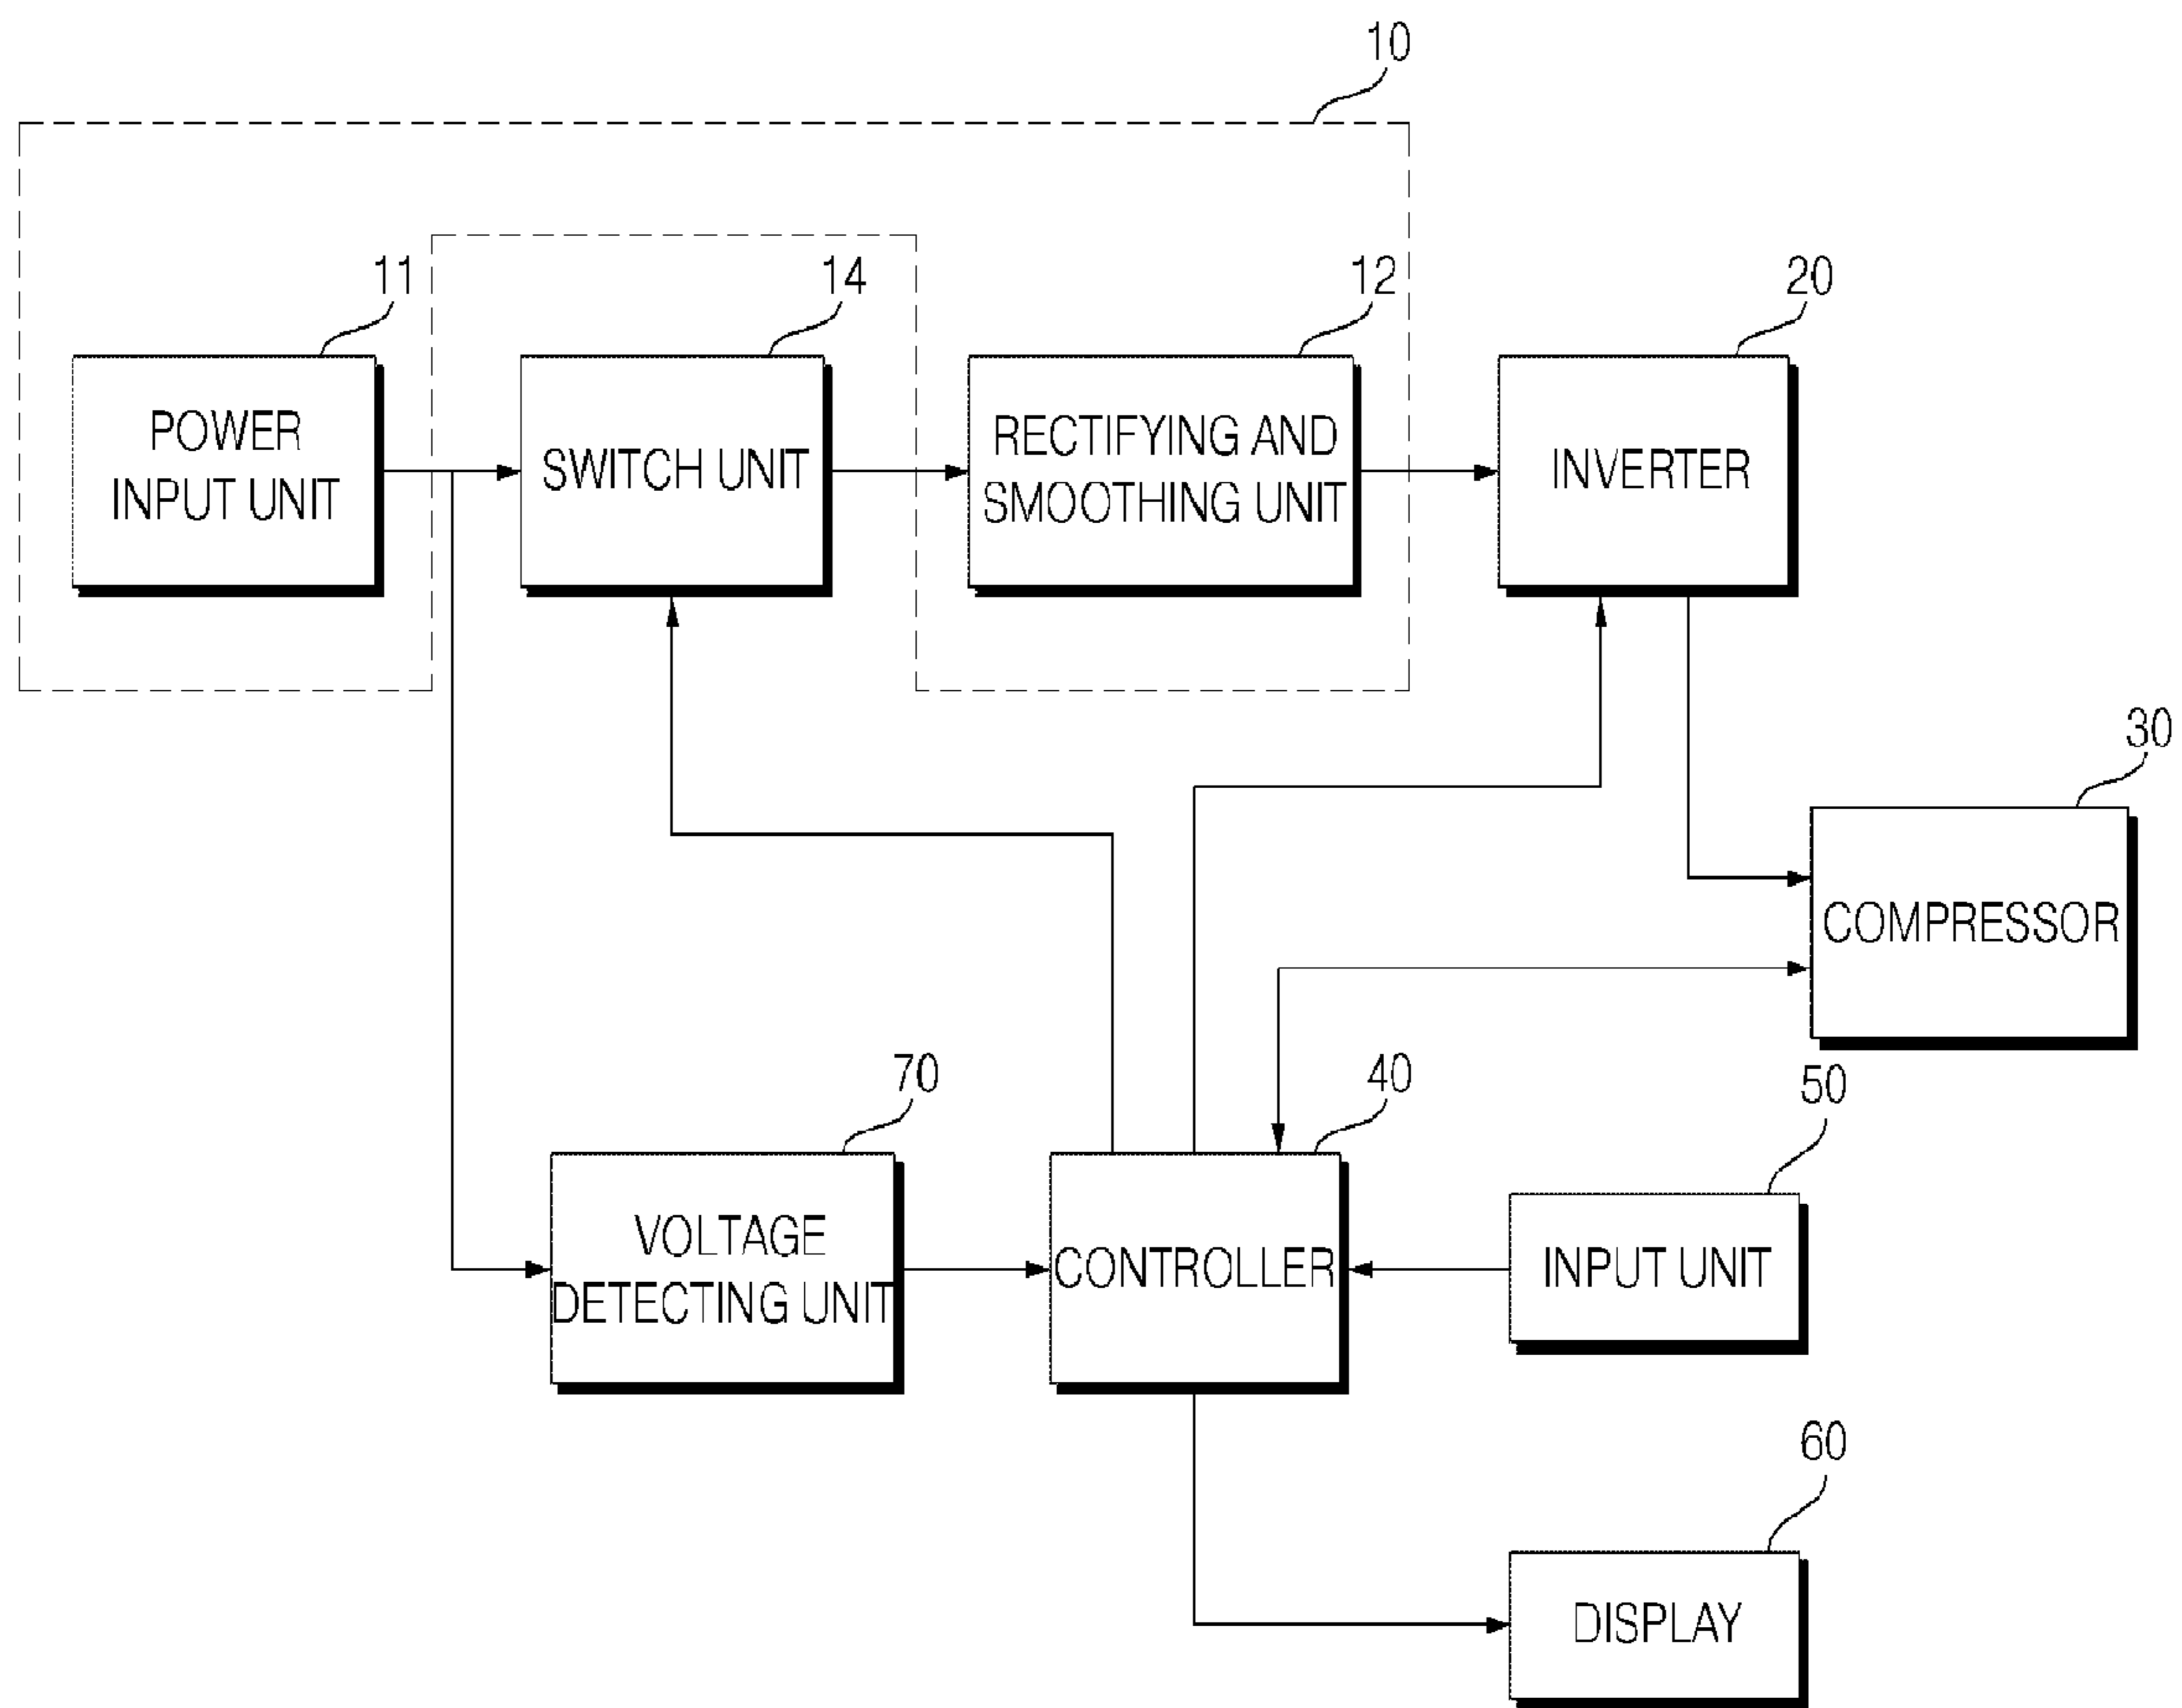 10
11
14
12
20
POWER
INPUT UNIT
SWITCH UNIT
RECTIFYING AND
SMOOTHING UNIT
INVERTER
30
COMPRESSOR
70
40
50
VOLTAGE
DETECTING UNIT
CONTROLLER
INPUT UNIT
60
DISPLAY